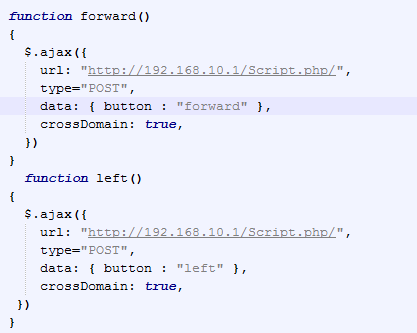 function forward()
{
  $.ajax({
    url: "http://192.168.10.1/Script.php/",
    type="POST",
    data: { button : "forward" },
    crossDomain: true,
  })
}
  function left()
{
  $.ajax({
    url: "http://192.168.10.1/Script.php/",
    type="POST",
    data: { button : "left" },
    crossDomain: true,
 })
}